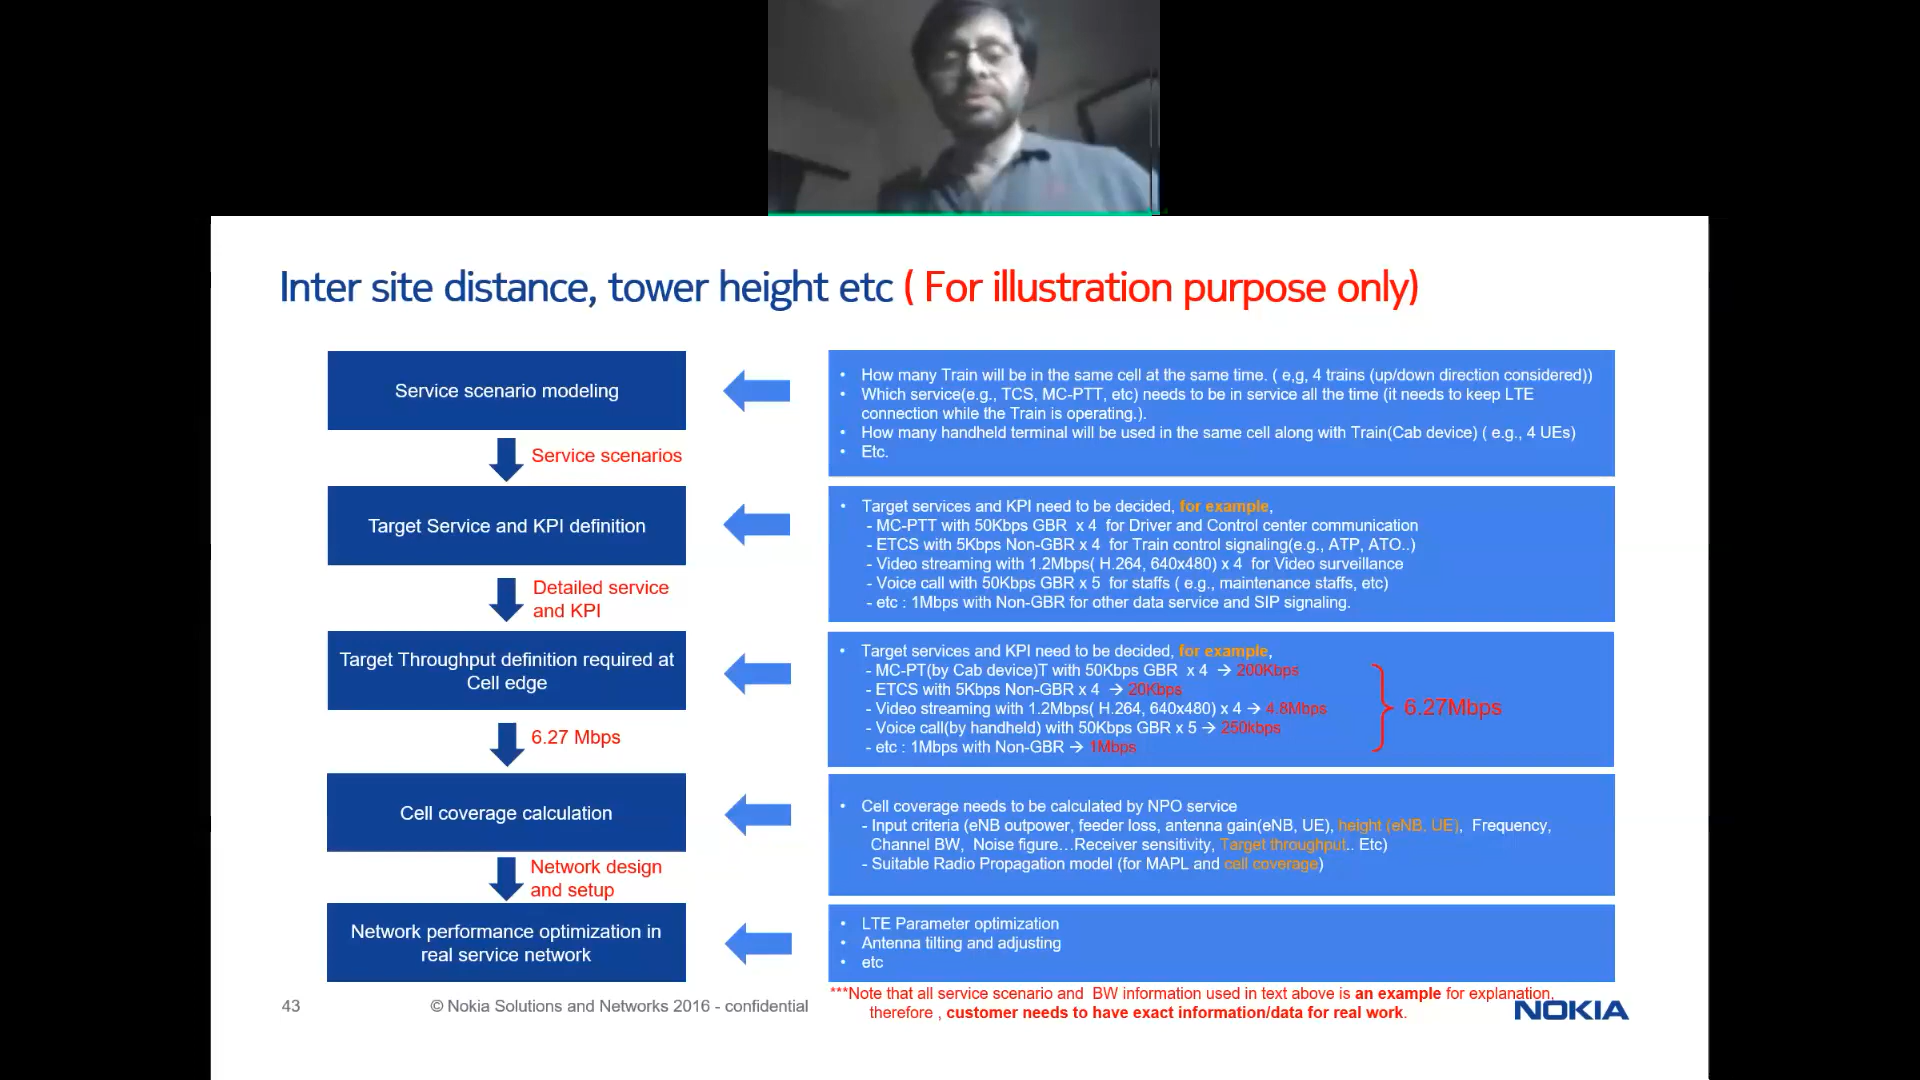 Inter site distance, tower height etc ( For illustration purpose only)
Service scenario modeling
• How many Train will be in the same cell at the same time. ( e,g, 4 trains (up/down direction considered))
• Which service(e.g., TCS, MC-PTT, etc) needs to be in service all the time (it needs to keep LTE
connection while the Train is operating.).
• How many handheld terminal will be used in the same cell along with Train(Cab device) ( e.g., 4 UEs)
• Etc.
Service scenarios
Target Service and KPI definition
• Target services and KPI need to be decided, for example,
- MC-PTT with 50Kbps GBR x 4 for Driver and Control center communication
- ETCS with 5Kbps Non-GBR x 4 for Train control signaling(e.g., ATP, ATO..)
- Video streaming with 1.2Mbps( H.264, 640x480) x 4 for Video surveillance
- Voice call with 50Kbps GBR x 5 for staffs ( e.g., maintenance staffs, etc)
- etc : 1Mbps with Non-GBR for other data service and SIP signaling.
Detailed service
and KPI
Target Throughput definition required at
Cell edge
• Target services and KPI need to be decided, for example,
- MC-PT(by Cab device)T with 50Kbps GBR x 4 → 200Kbps
- ETCS with 5Kbps Non-GBR x 4 → 20Kbps
- Video streaming with 1.2Mbps( H.264, 640x480) x 4 → 4.8Mbps
- Voice call(by handheld) with 50Kbps GBR x 5 → 250kbps
- etc : 1Mbps with Non-GBR → 1Mbps
6.27Mbps
6.27 Mbps
Cell coverage calculation
• Cell coverage needs to be calculated by NPO service
- Input criteria (eNB outpower, feeder loss, antenna gain(eNB, UE), height (eNB, UE), Frequency,
Channel BW, Noise figure…Receiver sensitivity, Target throughput.. Etc)
- Suitable Radio Propagation model (for MAPL and cell coverage)
Network design
and setup
Network performance optimization in
real service network
• LTE Parameter optimization
• Antenna tilting and adjusting
• etc
***Note that all service scenario and BW information used in text above is an example for explanation,
therefore , customer needs to have exact information/data for real work.
43
© Nokia Solutions and Networks 2016 - confidential
NOKIA